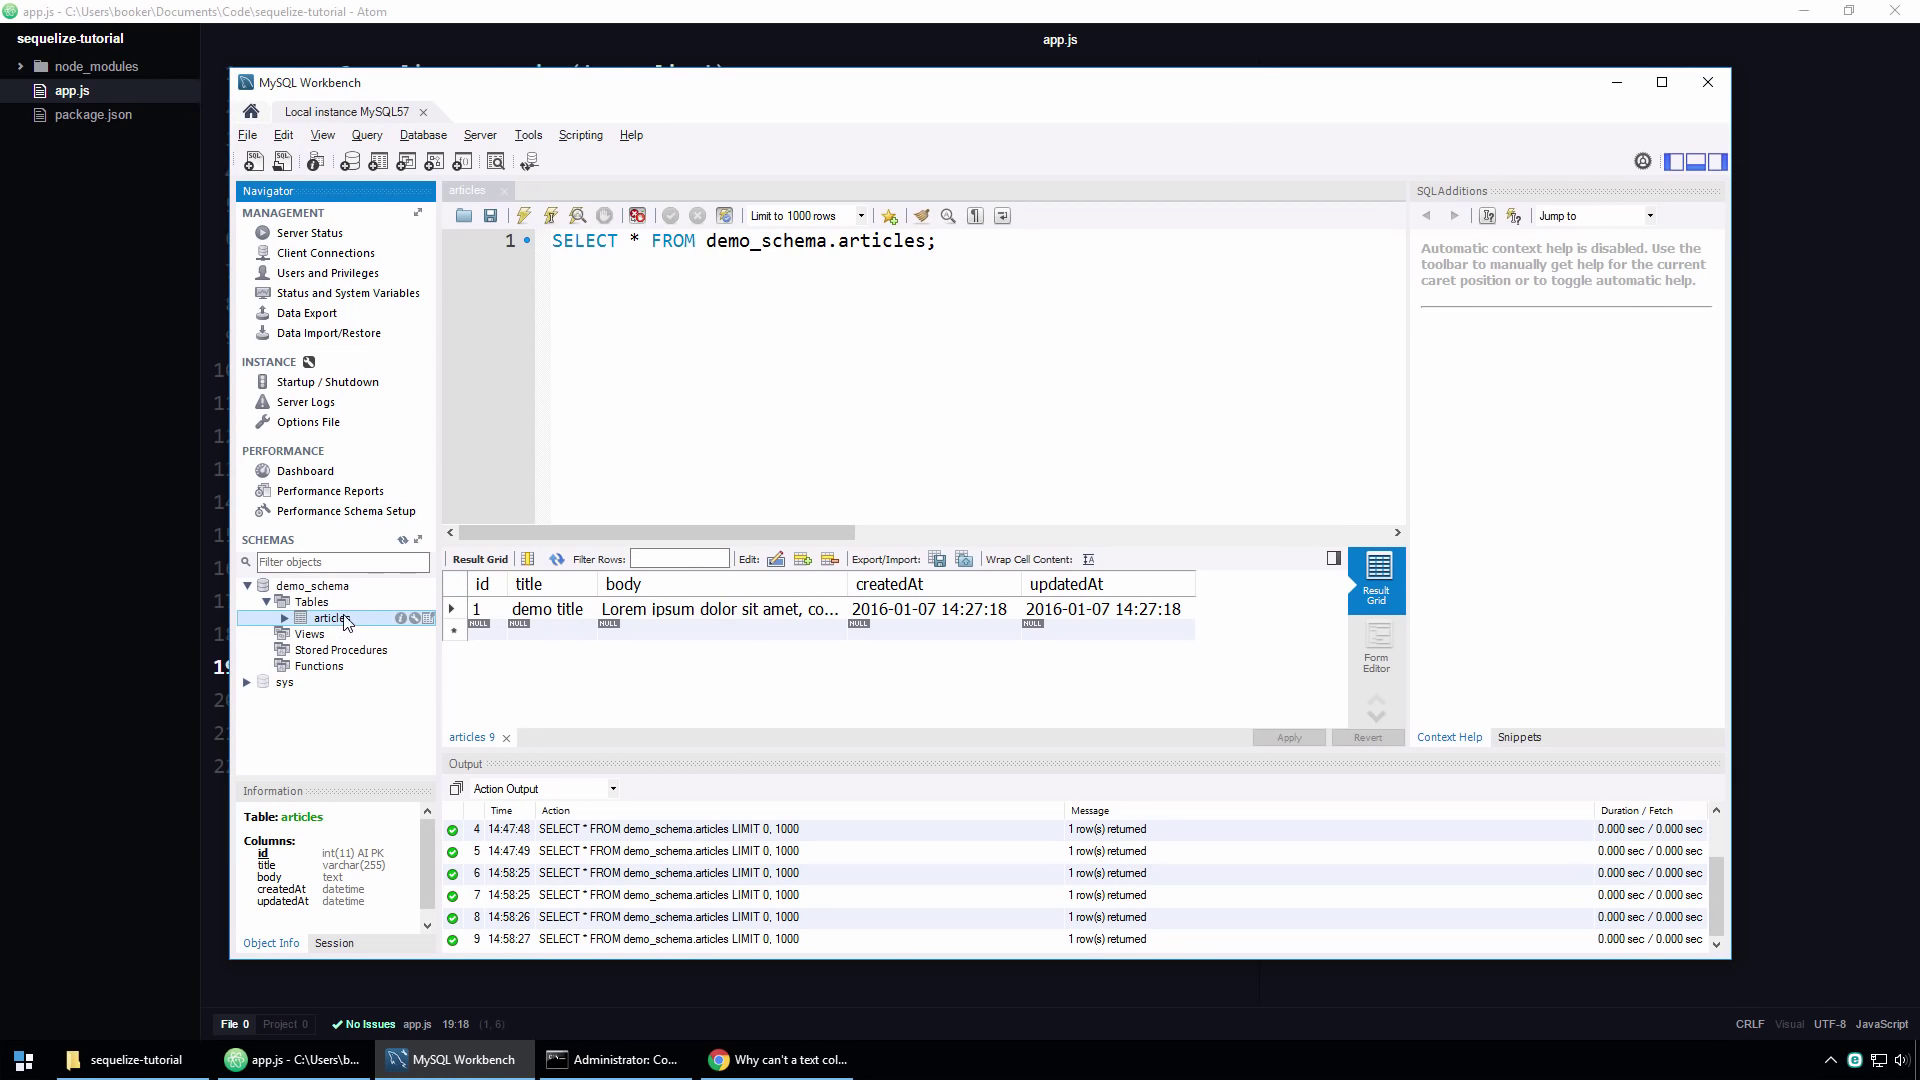 app.js - C:\Users\booker\Documents\Code\sequelize-tutorial - Atom
sequelize-tutorial
node_modules
app.js
package.json
app.js
MySQL Workbench
Local instance MySQL57
File Edit View Query Database Server Tools Scripting Help
Navigator
MANAGEMENT
Server Status
Client Connections
Users and Privileges
Status and System Variables
Data Export
Data Import/Restore
INSTANCE
Startup / Shutdown
Server Logs
Options File
PERFORMANCE
Dashboard
Performance Reports
Performance Schema Setup
SCHEMAS
Filter objects
demo_schema
Tables
articles
Views
Stored Procedures
Functions
sys
Information
Table: articles
Columns:
id int(11) AI PK
title varchar(255)
body text
createdAt datetime
updatedAt datetime
Object Info Session
articles
Limit to 1000 rows
1 SELECT * FROM demo_schema.articles;
Result Grid Filter Rows: Edit: Export/Import: Wrap Cell Content:
id title body createdAt updatedAt
1 demo title Lorem ipsum dolor sit amet, co... 2016-01-07 14:27:18 2016-01-07 14:27:18
NULL NULL NULL NULL NULL
Result
Grid
Form
Editor
articles 9
Apply Revert
SQLAdditions
Jump to
Automatic context help is disabled. Use the
toolbar to manually get help for the current
caret position or to toggle automatic help.
Context Help Snippets
Output
Action Output
Time Action Message Duration / Fetch
4 14:47:48 SELECT * FROM demo_schema.articles LIMIT 0, 1000 1 row(s) returned 0.000 sec / 0.000 sec
5 14:47:49 SELECT * FROM demo_schema.articles LIMIT 0, 1000 1 row(s) returned 0.000 sec / 0.000 sec
6 14:58:25 SELECT * FROM demo_schema.articles LIMIT 0, 1000 1 row(s) returned 0.000 sec / 0.000 sec
7 14:58:25 SELECT * FROM demo_schema.articles LIMIT 0, 1000 1 row(s) returned 0.000 sec / 0.000 sec
8 14:58:26 SELECT * FROM demo_schema.articles LIMIT 0, 1000 1 row(s) returned 0.000 sec / 0.000 sec
9 14:58:27 SELECT * FROM demo_schema.articles LIMIT 0, 1000 1 row(s) returned 0.000 sec / 0.000 sec
19
File 0 Project 0 No Issues app.js 19:18 (1, 6) CRLF Visual UTF-8 JavaScript
sequelize-tutorial app.js - C:\Users\b... MySQL Workbench Administrator: Co... Why can't a text col...